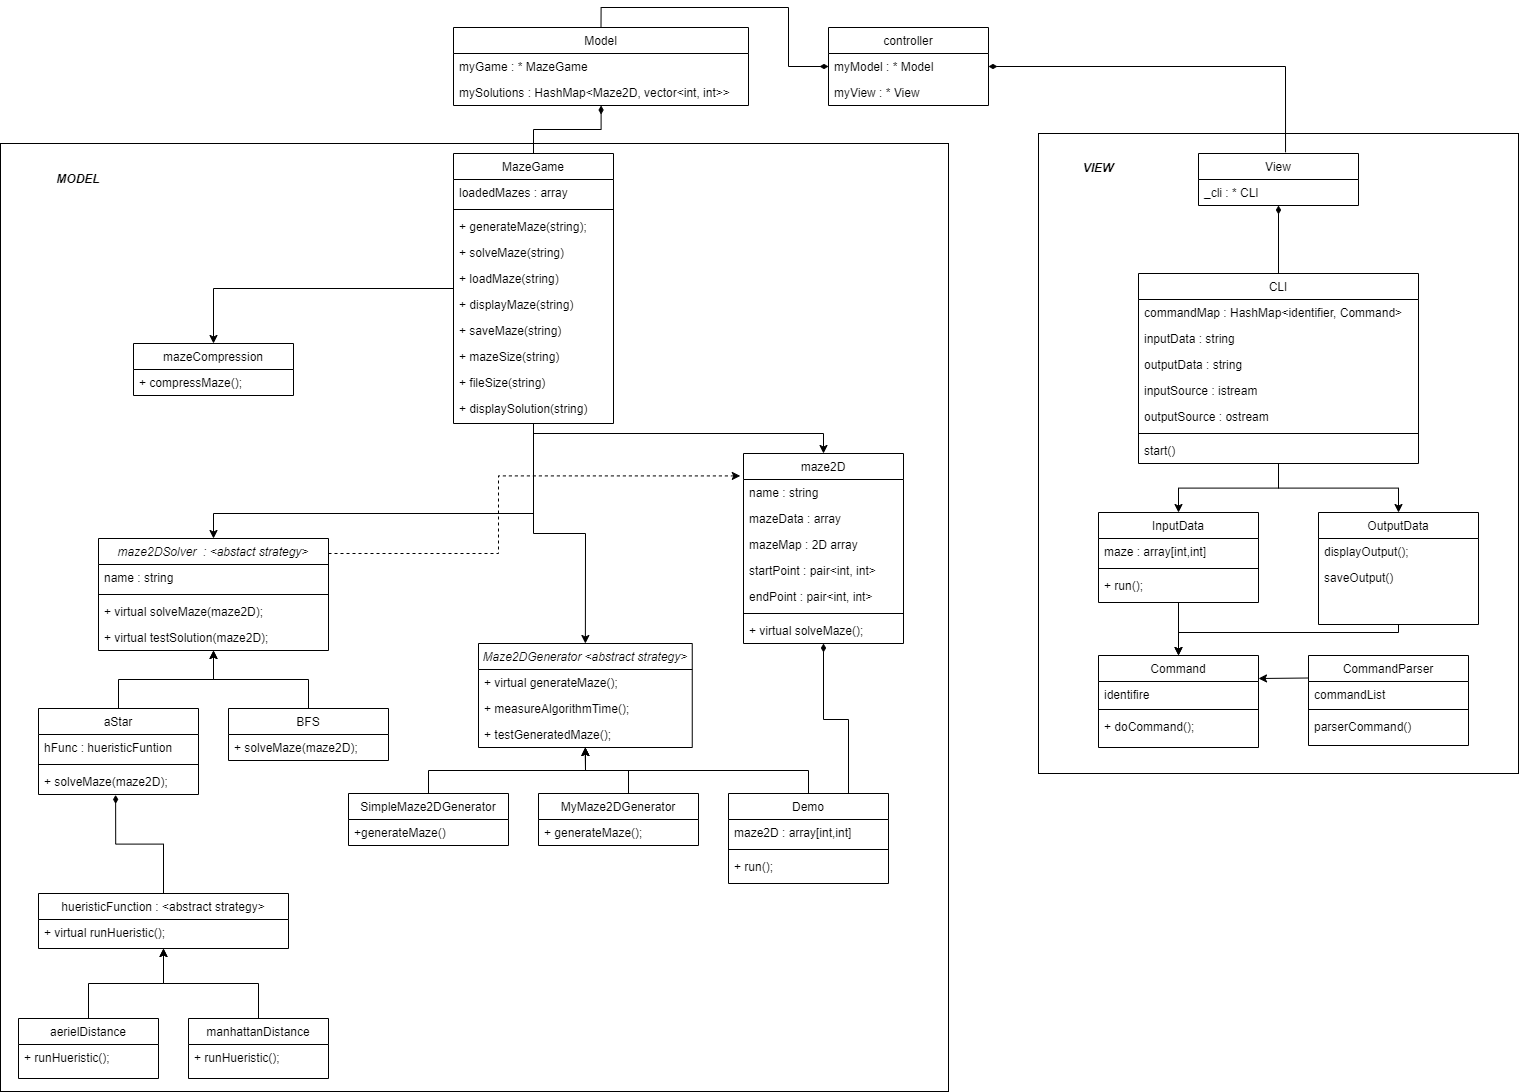 Model
myGame : * MazeGame
mySolutions : HashMap<Maze2D, vector<int, int>>
controller
myModel : * Model
myView : * View
MODEL
MazeGame
loadedMazes : array
+ generateMaze(string);
+ solveMaze(string)
+ loadMaze(string)
+ displayMaze(string)
+ saveMaze(string)
+ mazeSize(string)
+ fileSize(string)
+ displaySolution(string)
mazeCompression
+ compressMaze();
maze2D
name : string
mazeData : array
mazeMap : 2D array
startPoint : pair<int, int>
endPoint : pair<int, int>
+ virtual solveMaze();
maze2DSolver : <abstact strategy>
name : string
+ virtual solveMaze(maze2D);
+ virtual testSolution(maze2D);
Maze2DGenerator <abstract strategy>
+ virtual generateMaze();
+ measureAlgorithmTime();
+ testGeneratedMaze();
aStar
hFunc : hueristicFuntion
+ solveMaze(maze2D);
BFS
+ solveMaze(maze2D);
SimpleMaze2DGenerator
+generateMaze()
MyMaze2DGenerator
+ generateMaze();
Demo
maze2D : array[int,int]
+ run();
hueristicFunction : <abstract strategy>
+ virtual runHueristic();
aerielDistance
+ runHueristic();
manhattanDistance
+ runHueristic();
VIEW
View
_cli : * CLI
CLI
commandMap : HashMap<identifier, Command>
inputData : string
outputData : string
inputSource : istream
outputSource : ostream
start()
InputData
maze : array[int,int]
+ run();
OutputData
displayOutput();
saveOutput()
Command
identifire
+ doCommand();
CommandParser
commandList
parserCommand()